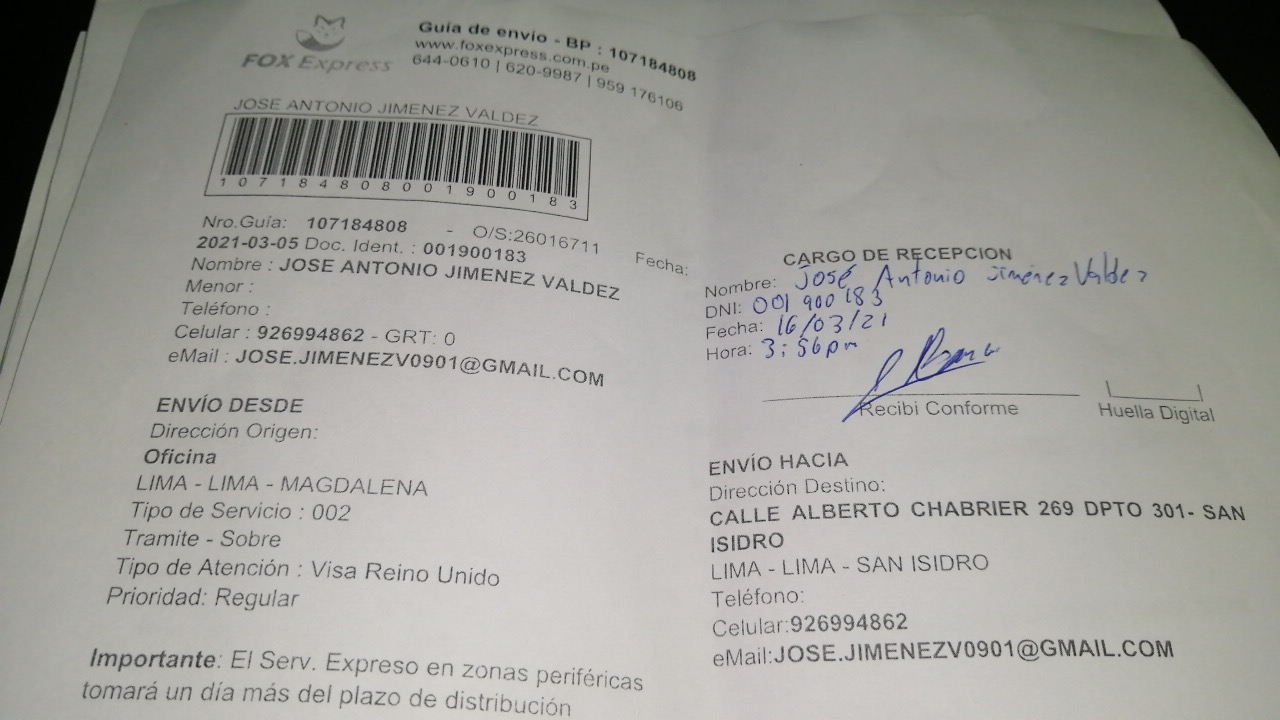 FOX Express
Guía de envío - BP : 107184808
www.foxexpress.com.pe
644-0610 | 620-9987 | 959 176106
JOSE ANTONIO JIMENEZ VALDEZ
107184808001900183
Nro.Guía: 107184808 - O/S:26016711 Fecha:
2021-03-05 Doc. Ident. : 001900183
Nombre : JOSE ANTONIO JIMENEZ VALDEZ
Menor :
Teléfono :
Celular : 926994862 - GRT: 0
eMail : JOSE.JIMENEZV0901@GMAIL.COM
ENVÍO DESDE
Dirección Origen:
Oficina
LIMA - LIMA - MAGDALENA
Tipo de Servicio : 002
Tramite - Sobre
Tipo de Atención : Visa Reino Unido
Prioridad: Regular
Importante: El Serv. Expreso en zonas periféricas
tomará un día más del plazo de distribución
CARGO DE RECEPCION
Nombre: José Antonio Jiménez Valdez
DNI: 001 900 183
Fecha: 16/03/21
Hora: 3:56pm
Recibi Conforme
Huella Digital
ENVÍO HACIA
Dirección Destino:
CALLE ALBERTO CHABRIER 269 DPTO 301- SAN
ISIDRO
LIMA - LIMA - SAN ISIDRO
Teléfono:
Celular:926994862
eMail:JOSE.JIMENEZV0901@GMAIL.COM